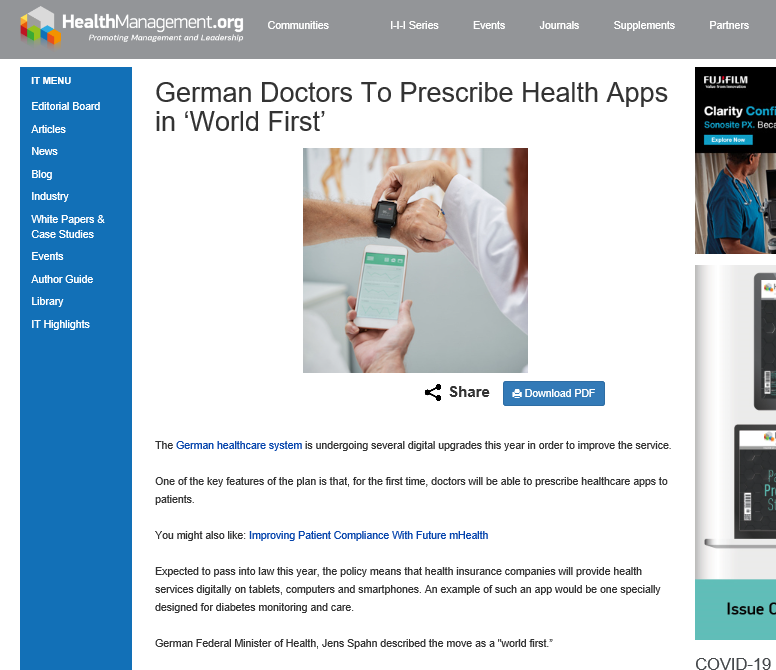 HealthManagement.org
Promoting Management and Leadership
Communities
I-I-I Series
Events
Journals
Supplements
Partners
IT MENU
Editorial Board
Articles
News
Blog
Industry
White Papers &
Case Studies
Events
Author Guide
Library
IT Highlights
German Doctors To Prescribe Health Apps
in ‘World First’
Share
Download PDF
The German healthcare system is undergoing several digital upgrades this year in order to improve the service.
One of the key features of the plan is that, for the first time, doctors will be able to prescribe healthcare apps to
patients.
You might also like: Improving Patient Compliance With Future mHealth
Expected to pass into law this year, the policy means that health insurance companies will provide health
services digitally on tablets, computers and smartphones. An example of such an app would be one specially
designed for diabetes monitoring and care.
German Federal Minister of Health, Jens Spahn described the move as a "world first.”
FUJIFILM
Value from Innovation
Clarity Confi
Sonosite PX. Beca
Explore Now
Issue C
COVID-19